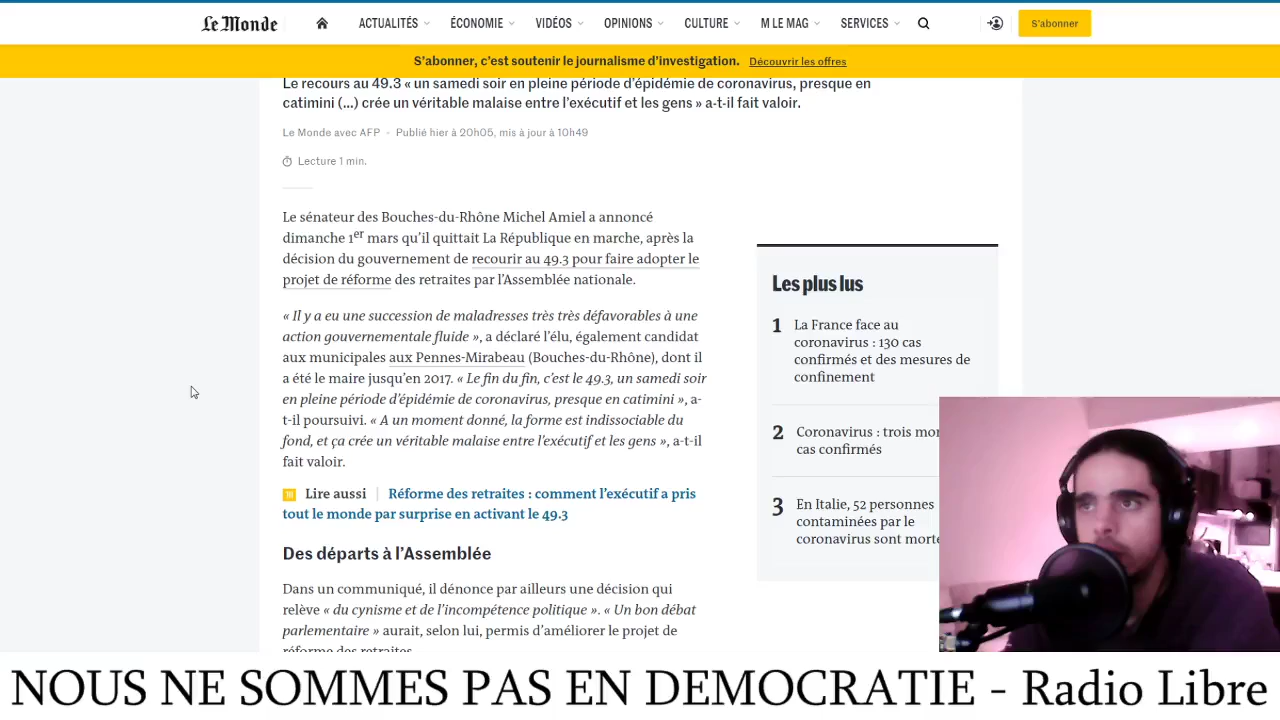 Le Monde
ACTUALITÉS
ÉCONOMIE
VIDÉOS
OPINIONS
CULTURE
M LE MAG
SERVICES
S'abonner
S'abonner, c'est soutenir le journalisme d'investigation. Découvrir les offres
Le recours au 49.3 « un samedi soir en pleine période d'épidémie de coronavirus, presque en
catimini (...) crée un véritable malaise entre l'exécutif et les gens » a-t-il fait valoir.
Le Monde avec AFP • Publié hier à 20h05, mis à jour à 10h49
Lecture 1 min.
Le sénateur des Bouches-du-Rhône Michel Amiel a annoncé
dimanche 1er mars qu'il quittait La République en marche, après la
décision du gouvernement de recourir au 49.3 pour faire adopter le
projet de réforme des retraites par l'Assemblée nationale.
« Il y a eu une succession de maladresses très très défavorables à une
action gouvernementale fluide », a déclaré l'élu, également candidat
aux municipales aux Pennes-Mirabeau (Bouches-du-Rhône), dont il
a été le maire jusqu'en 2017. « Le fin du fin, c'est le 49.3, un samedi soir
en pleine période d'épidémie de coronavirus, presque en catimini », a-
t-il poursuivi. « A un moment donné, la forme est indissociable du
fond, et ça crée un véritable malaise entre l'exécutif et les gens », a-t-il
fait valoir.
Lire aussi | Réforme des retraites : comment l'exécutif a pris
tout le monde par surprise en activant le 49.3
Des départs à l'Assemblée
Dans un communiqué, il dénonce par ailleurs une décision qui
relève « du cynisme et de l'incompétence politique ». « Un bon débat
parlementaire » aurait, selon lui, permis d'améliorer le projet de
réforme des retraites.
Les plus lus
1 La France face au
coronavirus : 130 cas
confirmés et des mesures de
confinement
2 Coronavirus : trois
cas confirmés
3 En Italie, 52 personnes
contaminées par le
coronavirus sont
NOUS NE SOMMES PAS EN DEMOCRATIE - Radio Libre